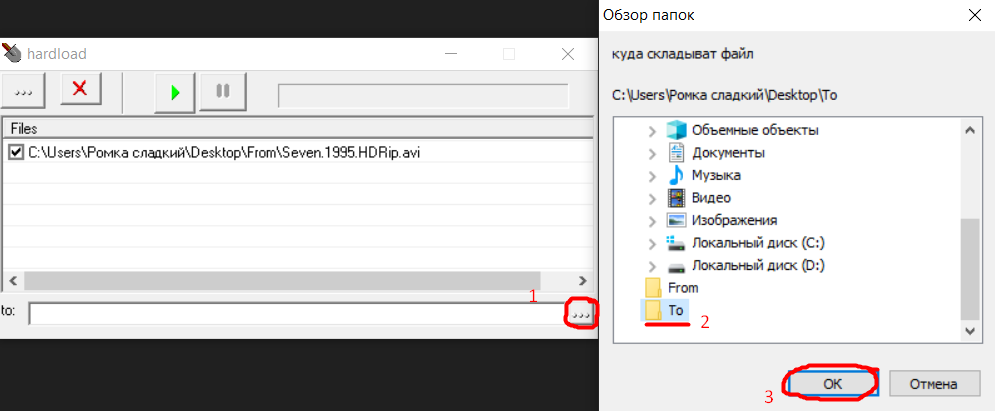 hardload
...
Files
C:\Users\Ромка сладкий\Desktop\From\Seven.1995.HDRip.avi
1
to:
...
Обзор папок
куда складыват файл
C:\Users\Ромка сладкий\Desktop\To
Объемные объекты
Документы
Музыка
Видео
Изображения
Локальный диск (C:)
Локальный диск (D:)
From
To
2
3
ОК
Отмена